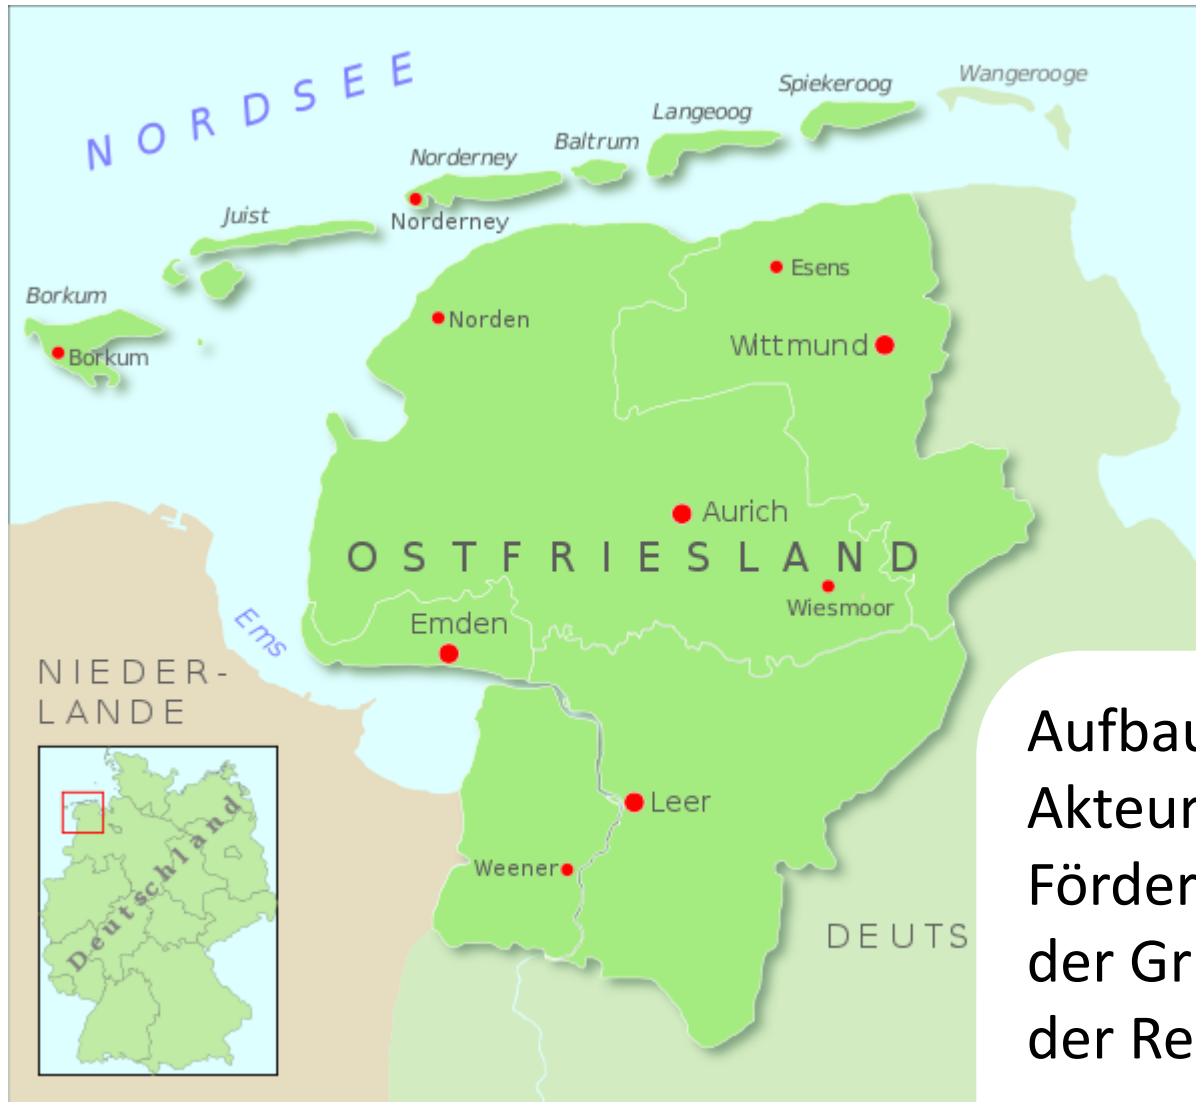 NORDSEE
Wangerooge
Spiekeroog
Langeoog
Baltrum
Norderney
Norderney
Juist
Borkum
Borkum
Esens
Norden
Wittmund
Aurich
OSTFRIESLAND
Wiesmoor
Emden
Ems
NIEDER-
LANDE
Leer
Weener
Deutschland
DEUTS
Aufbau
Akteur
Förder
der Gr
der Re